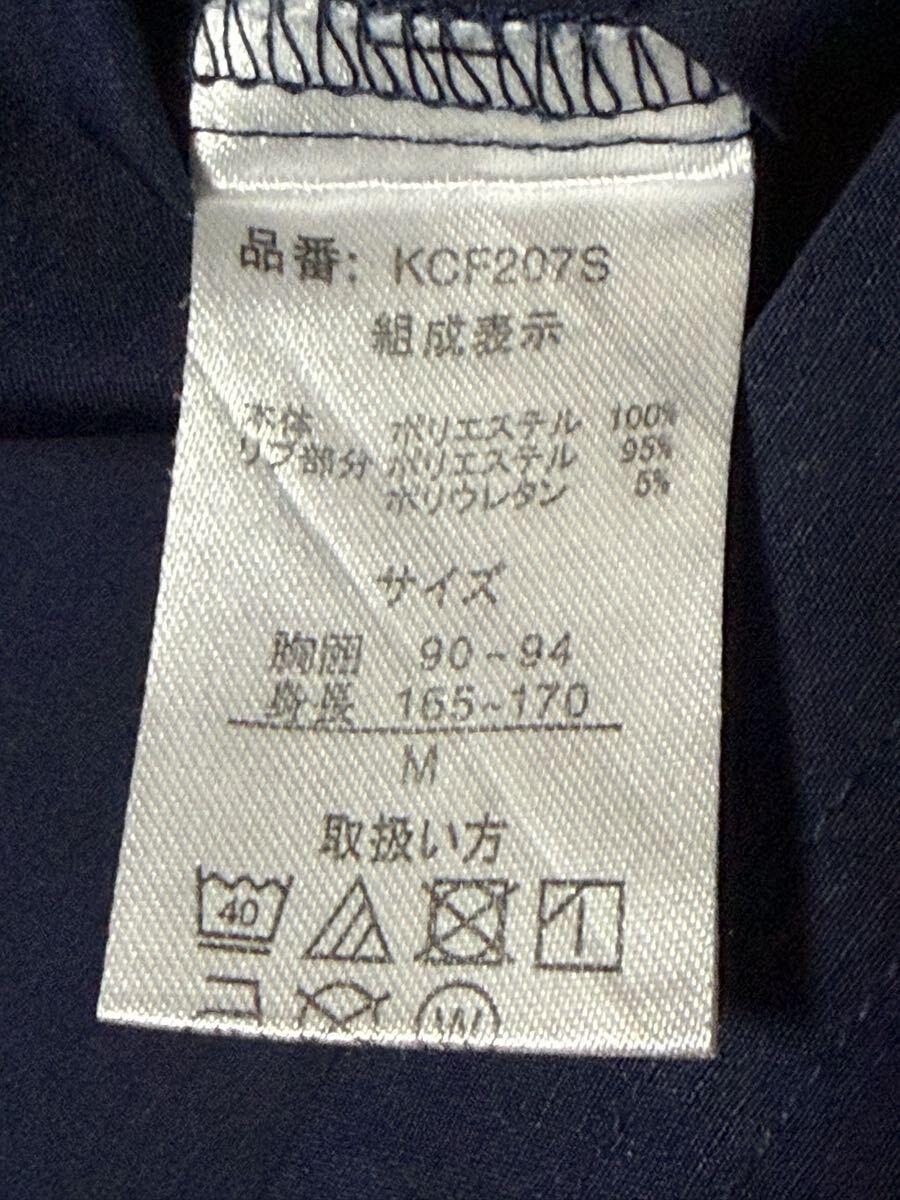 品番: KCF207S
組成表示
本体 ポリエステル 100%
リブ部分 ポリエステル 95%
ポリウレタン 5%
サイズ
胸囲 90~94
身長 165~170
M
取扱い方
40
W